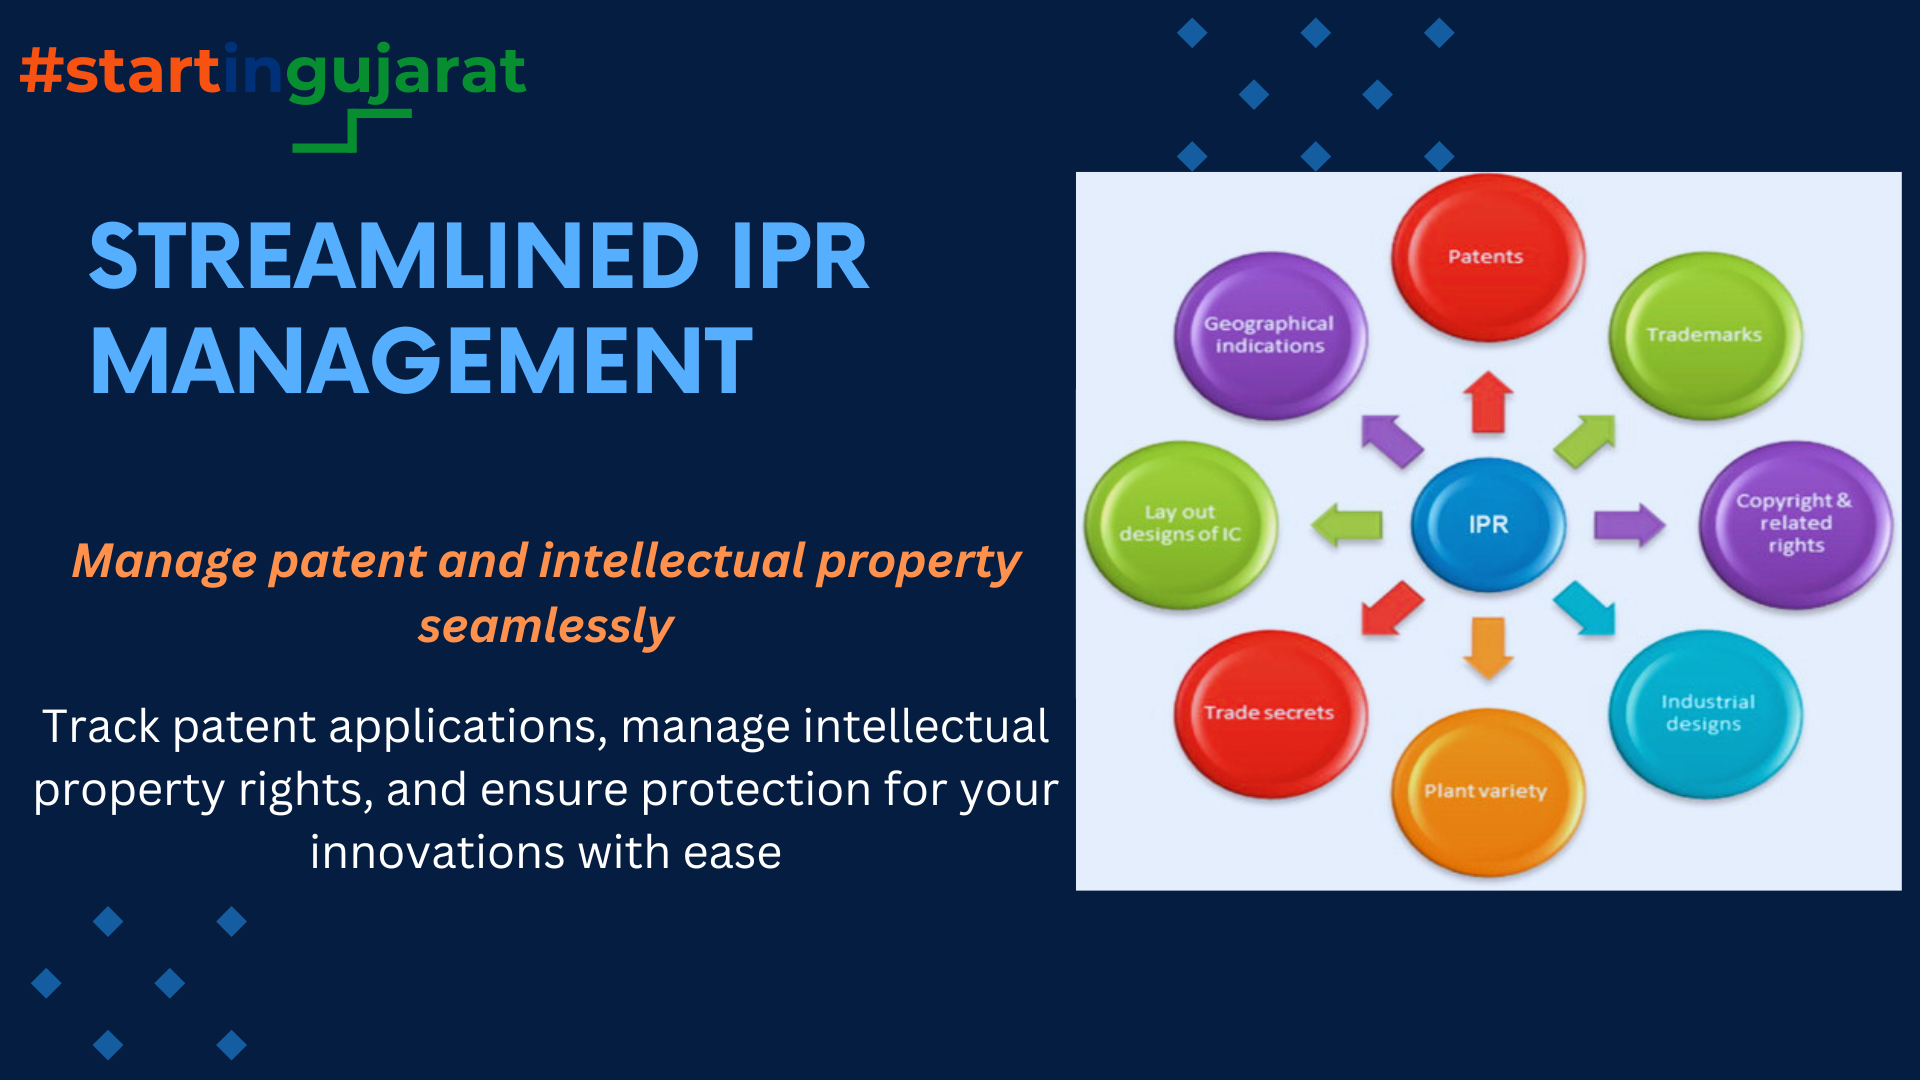 #startingujarat
STREAMLINED IPR
MANAGEMENT
Manage patent and intellectual property
seamlessly
Track patent applications, manage intellectual
property rights, and ensure protection for your
innovations with ease
Patents
Trademarks
Copyright &
related
rights
Industrial
designs
Plant variety
Trade secrets
Lay out
designs of IC
Geographical
indications
IPR